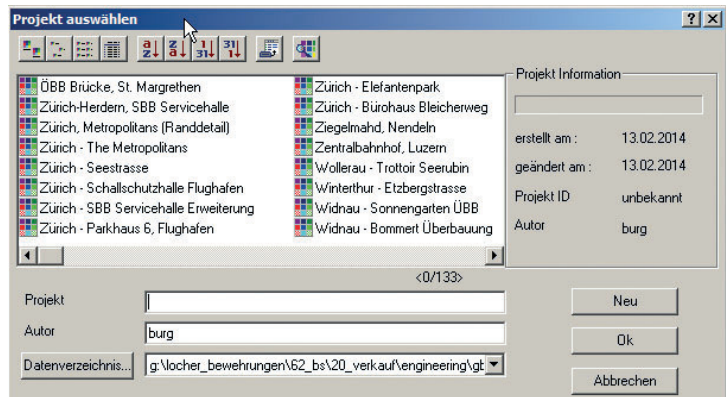 Projekt auswählen
ÖBB Brücke, St. Margrethen
Zürich-Herdern, SBB Servicehalle
Zürich, Metropolitans (Randdetail)
Zürich - The Metropolitans
Zürich - Seestrasse
Zürich - Schallschutzhalle Flughafen
Zürich - SBB Servicehalle Erweiterung
Zürich - Parkhaus 6, Flughafen
Zürich - Elefantenpark
Zürich - Bürohaus Bleicherweg
Ziegelmahd, Nendeln
Zentralbahnhof, Luzern
Wollerau - Trottoir Seerubin
Winterthur - Etzbergstrasse
Widnau - Sonnengarten ÜBB
Widnau - Bommert Überbauung
Projekt Information
erstellt am : 13.02.2014
geändert am : 13.02.2014
Projekt ID unbekannt
Autor burg
<0/133>
Projekt
Autor burg
Datenverzeichnis... g:\locher_bewehrungen\62_bs\20_verkauf\engineering\gt
Neu
Ok
Abbrechen